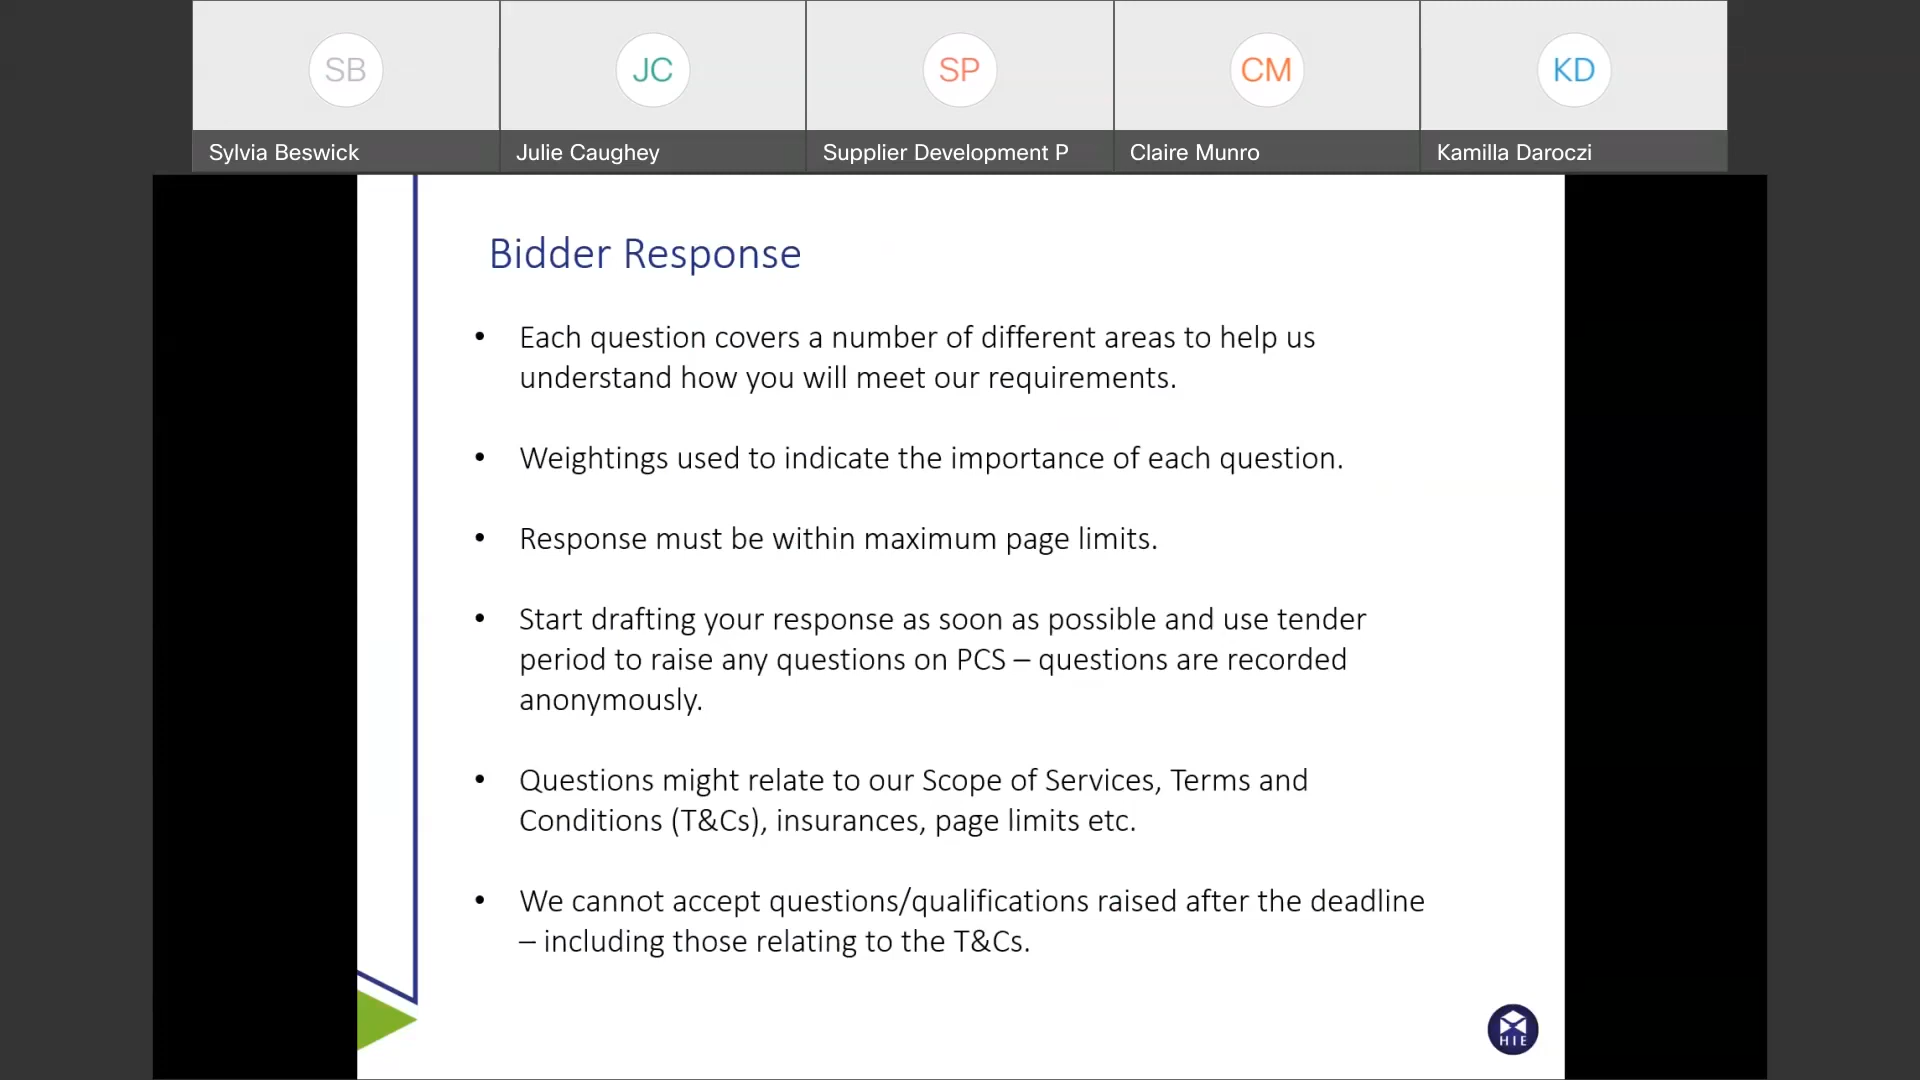 SB
JC
SP
CM
KD
Sylvia Beswick
Julie Caughey
Supplier Development P
Claire Munro
Kamilla Daroczi
Bidder Response
• Each question covers a number of different areas to help us
understand how you will meet our requirements.
• Weightings used to indicate the importance of each question.
• Response must be within maximum page limits.
• Start drafting your response as soon as possible and use tender
period to raise any questions on PCS – questions are recorded
anonymously.
• Questions might relate to our Scope of Services, Terms and
Conditions (T&Cs), insurances, page limits etc.
• We cannot accept questions/qualifications raised after the deadline
– including those relating to the T&Cs.
HIE